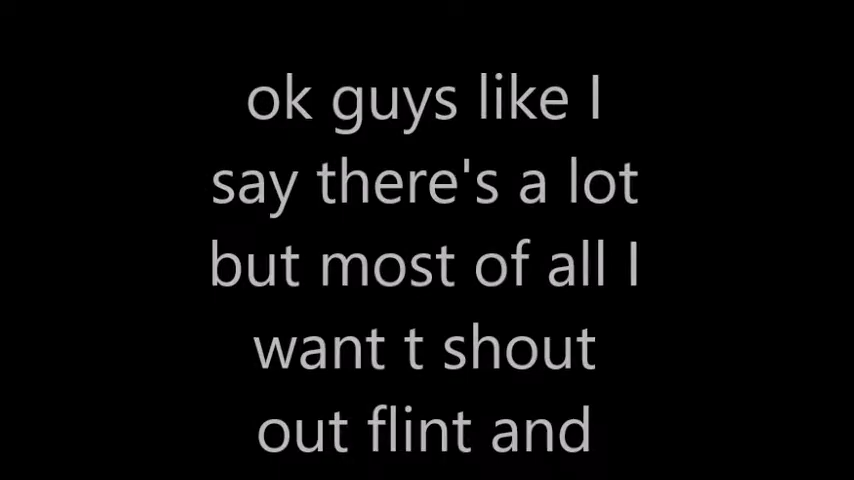 ok guys like I
say there's a lot
but most of all I
want t shout
out flint and